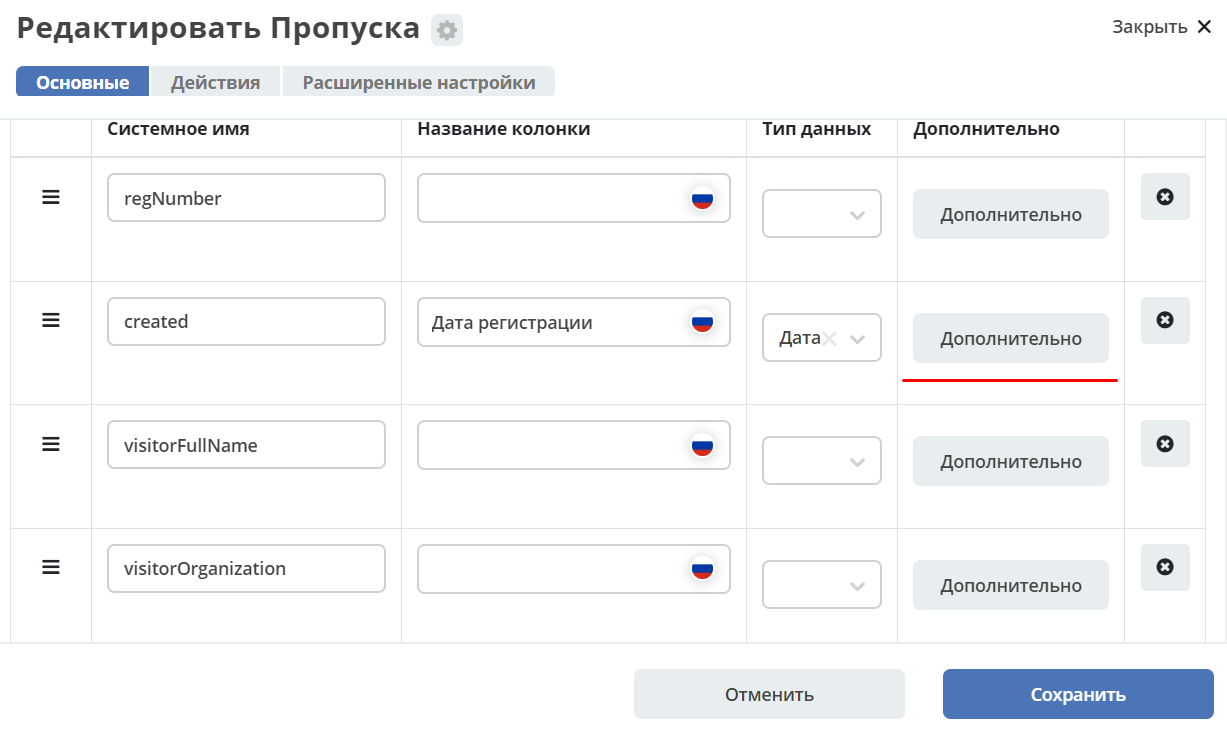 Редактировать Пропуска
Закрыть
Основные
Действия
Расширенные настройки
Системное имя
Название колонки
Тип данных
Дополнительно
regNumber
Дополнительно
created
Дата регистрации
Дата
Дополнительно
visitorFullName
Дополнительно
visitorOrganization
Дополнительно
Отменить
Сохранить